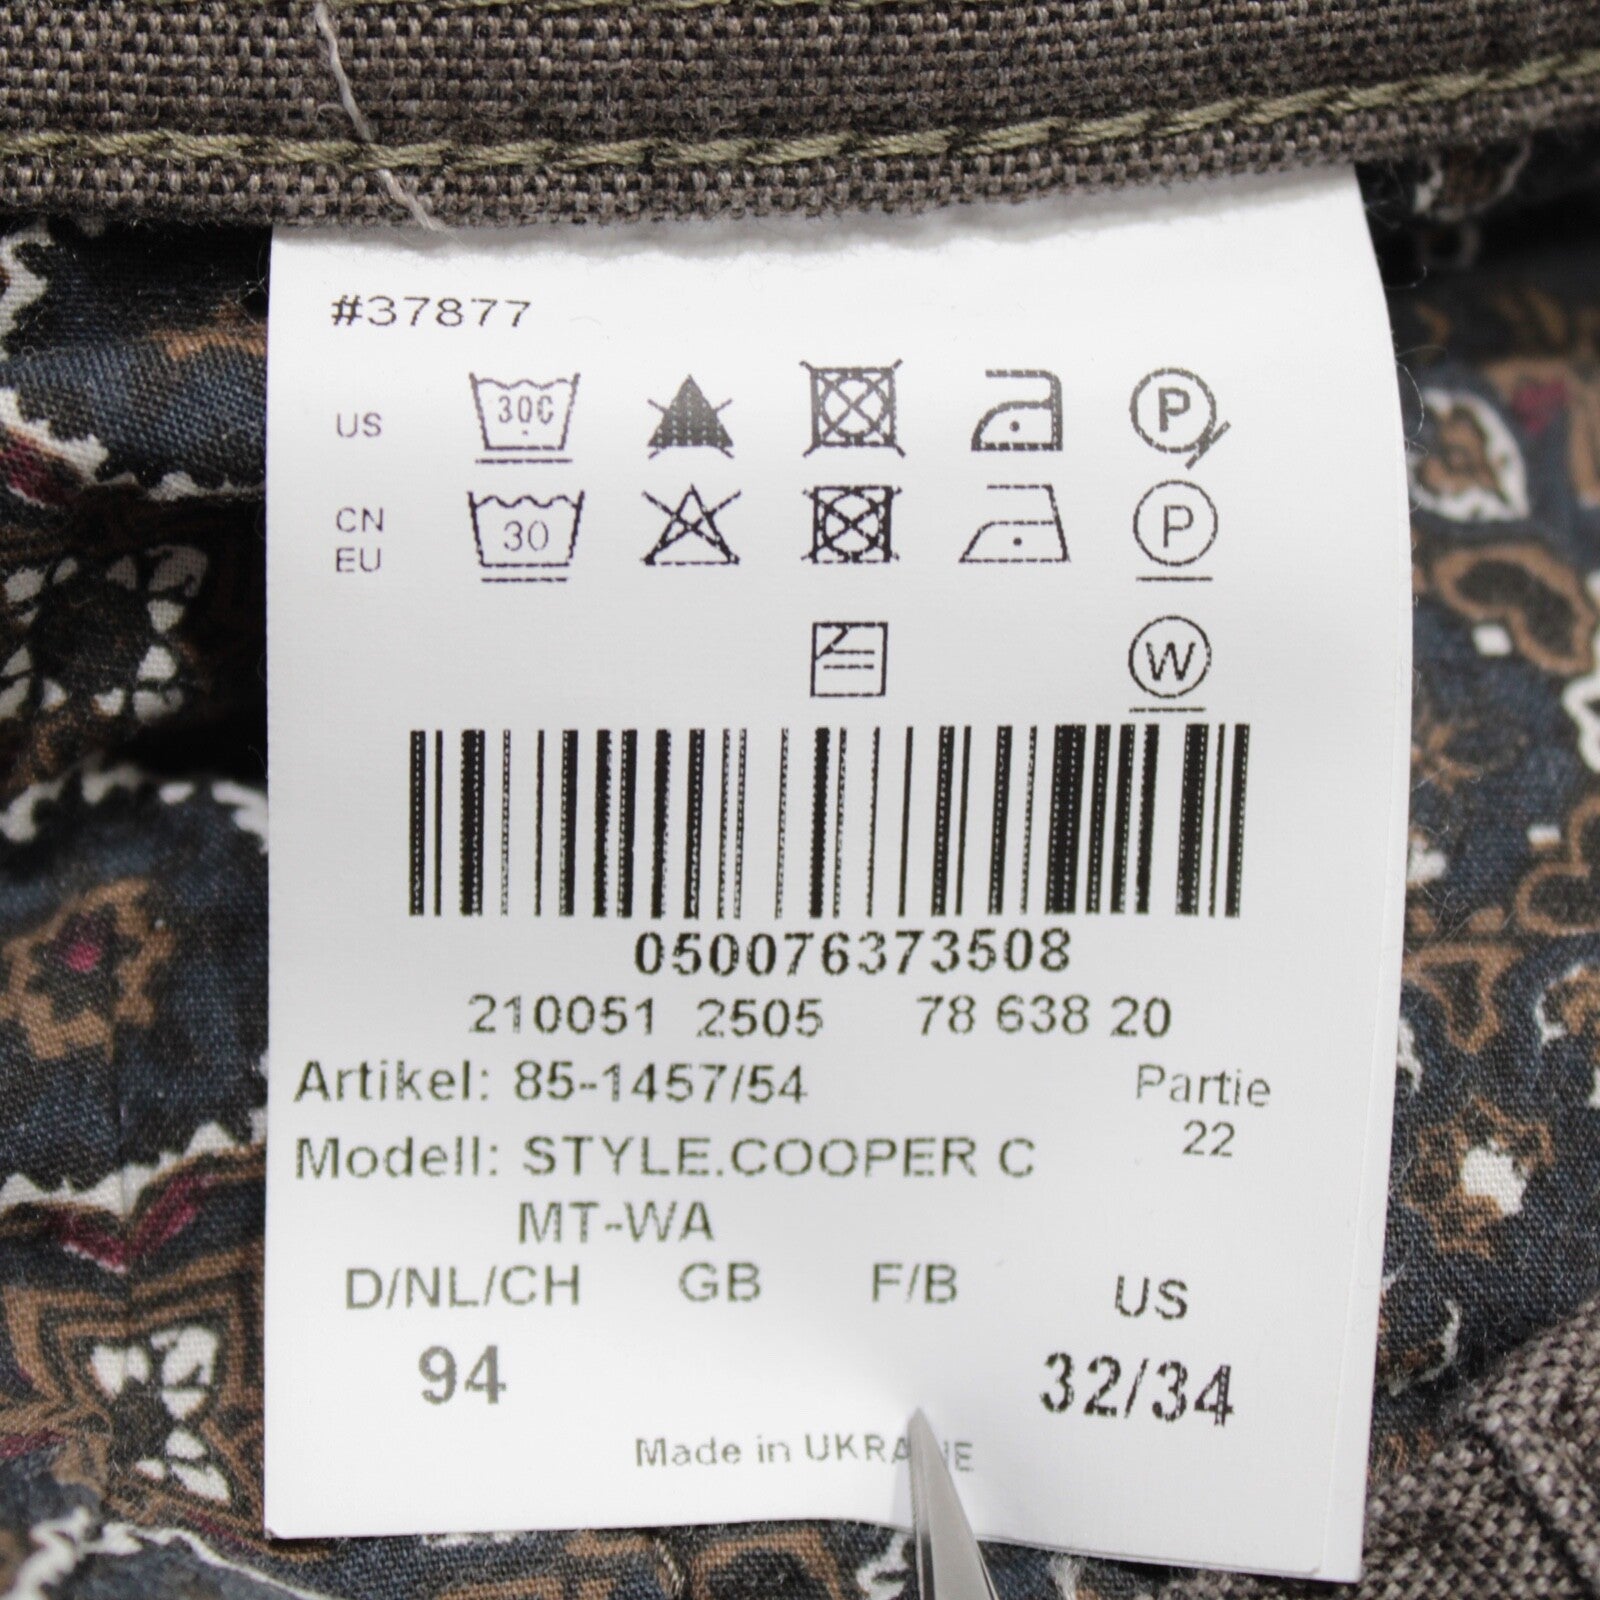 #37877
US 30C P
CN 30 P
EU
W
050076373508
210051 2505 78 638 20
Artikel: 85-1457/54 Partie
22
Modell: STYLE.COOPER C
MT-WA
D/NL/CH GB F/B US
94 32/34
Made in